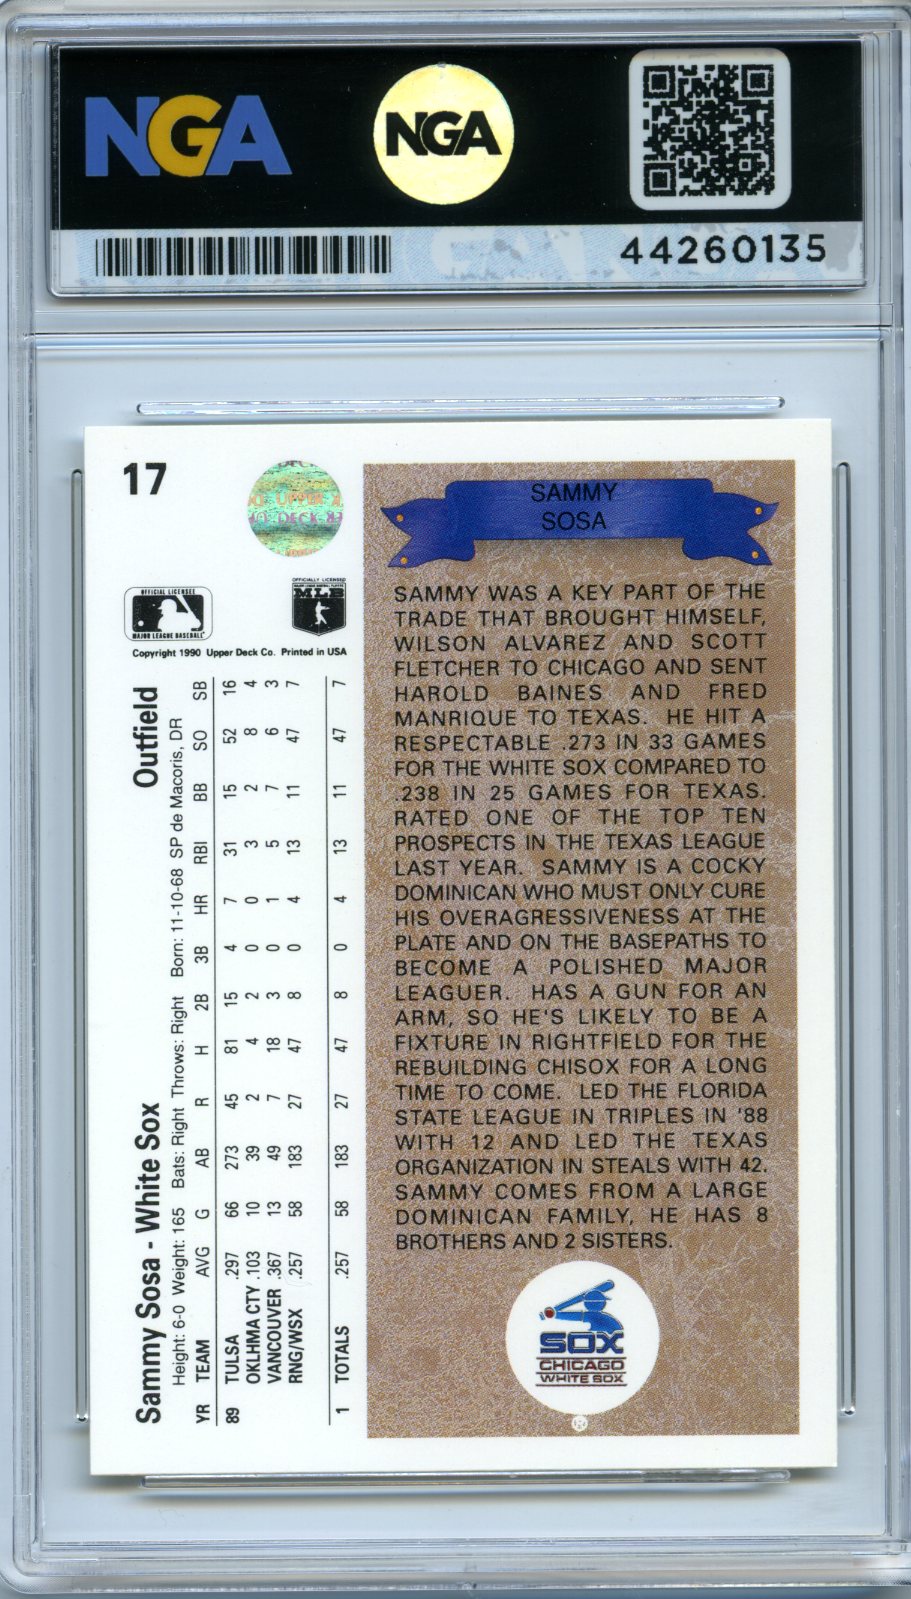 NGA
NGA
44260135
17
OFFICIAL LICENSEE
MAJOR LEAGUE BASEBALL
OFFICIALLY LICENSED
MLB
Copyright 1990 Upper Deck Co. Printed in USA
Sammy Sosa - White Sox Outfield
Height: 6-0 Weight: 165 Bats: Right Throws: Right Born: 11-10-68 SP de Macoris, DR
YR TEAM AVG G AB R H 2B 3B HR RBI BB SO SB
89 TULSA .297 66 273 45 81 15 4 7 31 15 52 16
OKLHMA CTY .103 10 39 2 4 2 0 0 3 2 8 4
VANCOUVER .367 13 49 7 18 3 0 1 5 7 6 3
RNG/WSX .257 58 183 27 47 8 0 4 13 11 47 7
1 TOTALS .257 58 183 27 47 8 0 4 13 11 47 7
SAMMY
SOSA
SAMMY WAS A KEY PART OF THE
TRADE THAT BROUGHT HIMSELF,
WILSON ALVAREZ AND SCOTT
FLETCHER TO CHICAGO AND SENT
HAROLD BAINES AND FRED
MANRIQUE TO TEXAS. HE HIT A
RESPECTABLE .273 IN 33 GAMES
FOR THE WHITE SOX COMPARED TO
.238 IN 25 GAMES FOR TEXAS.
RATED ONE OF THE TOP TEN
PROSPECTS IN THE TEXAS LEAGUE
LAST YEAR. SAMMY IS A COCKY
DOMINICAN WHO MUST ONLY CURE
HIS OVERAGRESSIVENESS AT THE
PLATE AND ON THE BASEPATHS TO
BECOME A POLISHED MAJOR
LEAGUER. HAS A GUN FOR AN
ARM, SO HE'S LIKELY TO BE A
FIXTURE IN RIGHTFIELD FOR THE
REBUILDING CHISOX FOR A LONG
TIME TO COME. LED THE FLORIDA
STATE LEAGUE IN TRIPLES IN '88
WITH 12 AND LED THE TEXAS
ORGANIZATION IN STEALS WITH 42.
SAMMY COMES FROM A LARGE
DOMINICAN FAMILY, HE HAS 8
BROTHERS AND 2 SISTERS.
SOX
CHICAGO
WHITE SOX